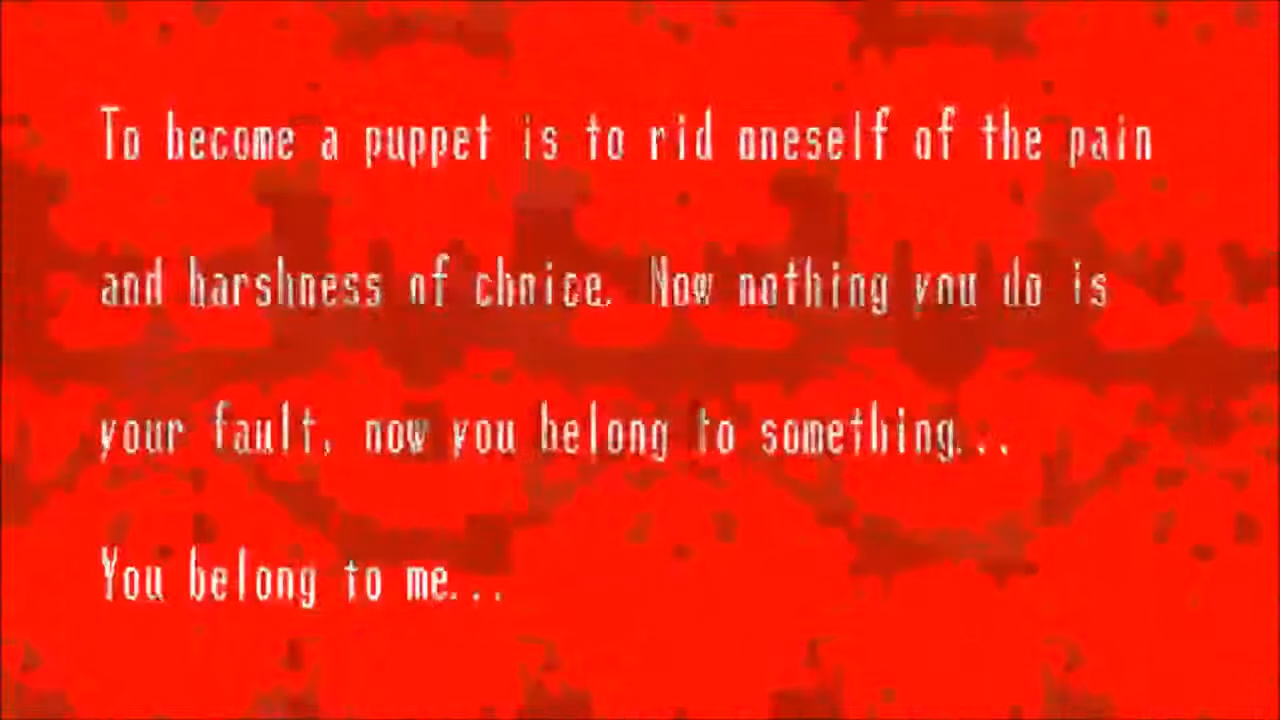 To become a puppet is to rid oneself of the pain
and harshness of choice. Now nothing you do is
your fault, now you belong to something...
You belong to me...